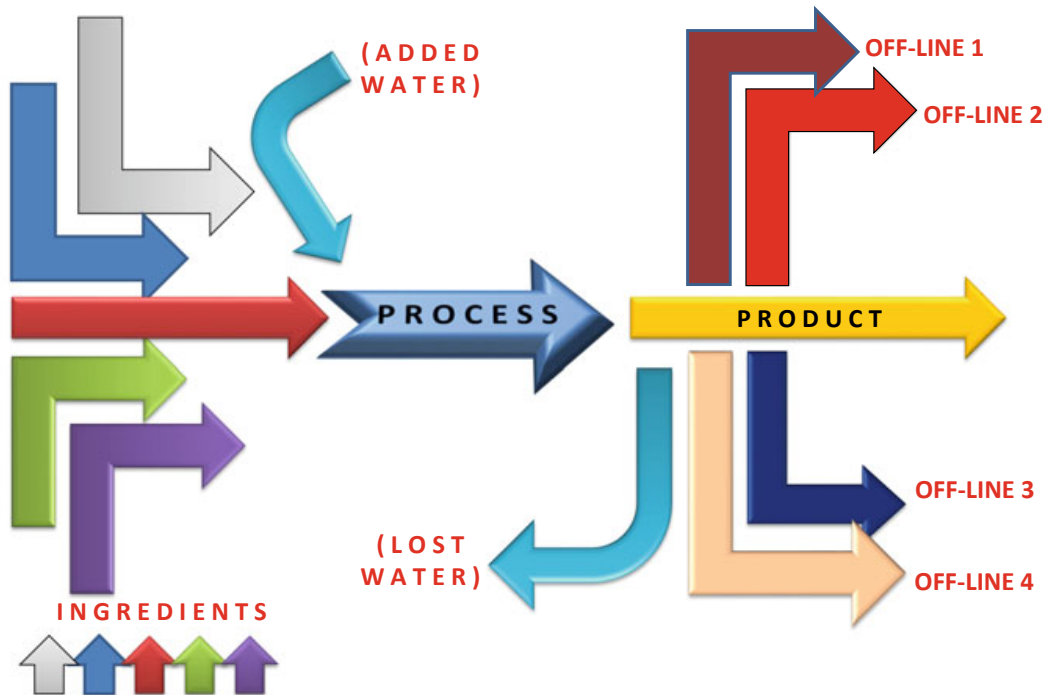 (ADDED
WATER)
OFF-LINE 1
OFF-LINE 2
PROCESS
PRODUCT
OFF-LINE 3
(LOST
WATER)
OFF-LINE 4
INGREDIENTS